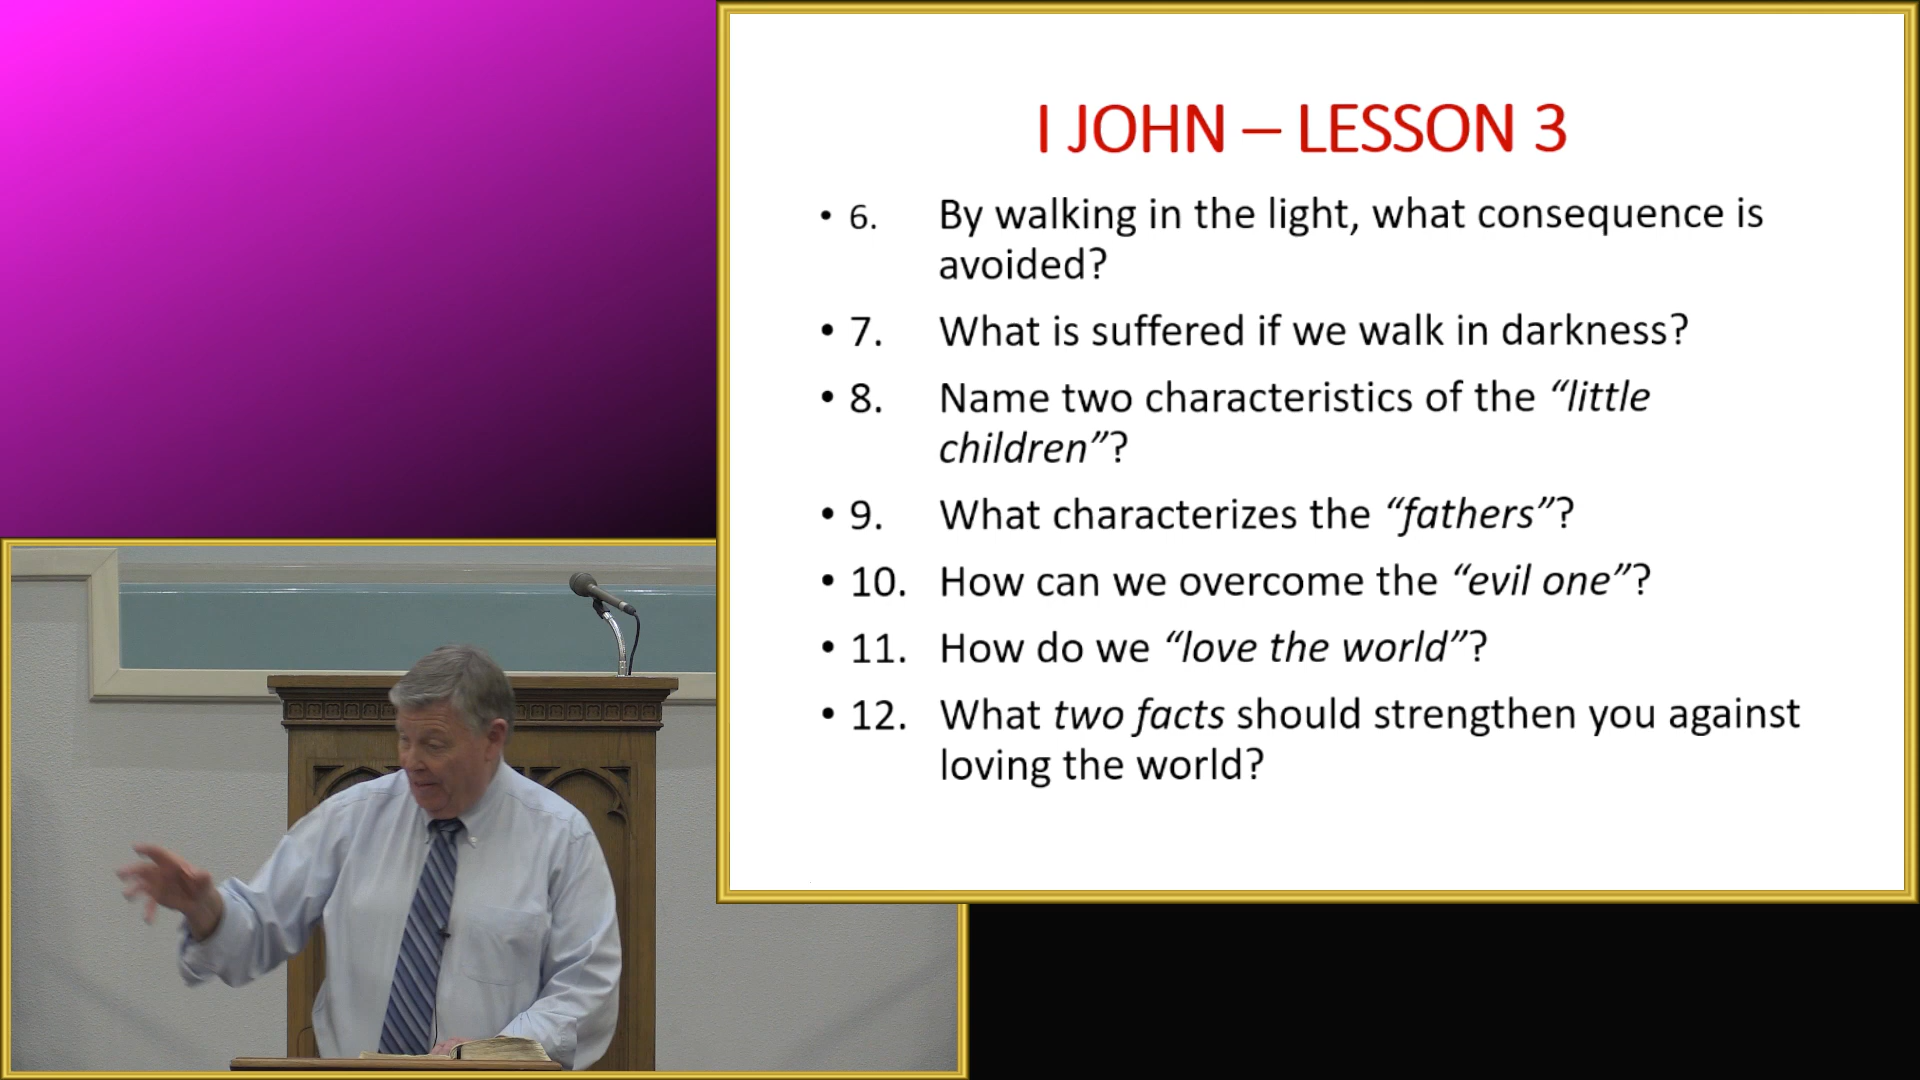 I JOHN – LESSON 3
• 6. By walking in the light, what consequence is
avoided?
• 7. What is suffered if we walk in darkness?
• 8. Name two characteristics of the “little
children”?
• 9. What characterizes the “fathers”?
• 10. How can we overcome the “evil one”?
• 11. How do we “love the world”?
• 12. What two facts should strengthen you against
loving the world?